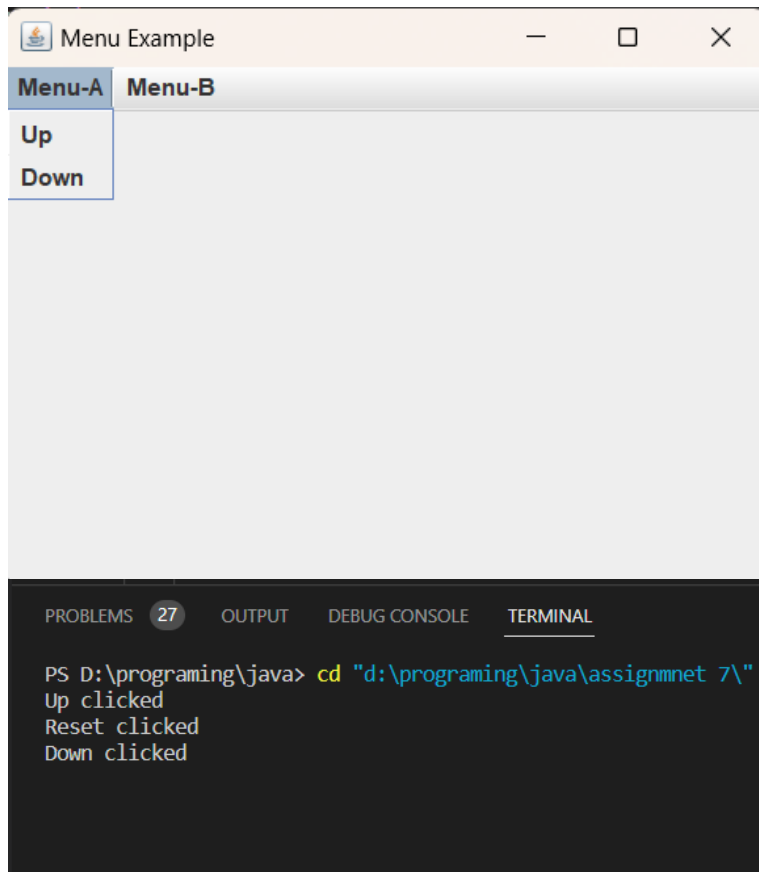 Menu Example
Menu-A Menu-B
Up
Down
PROBLEMS 27 OUTPUT DEBUG CONSOLE TERMINAL
PS D:\programing\java> cd "d:\programing\java\assignmnet 7\"
Up clicked
Reset clicked
Down clicked